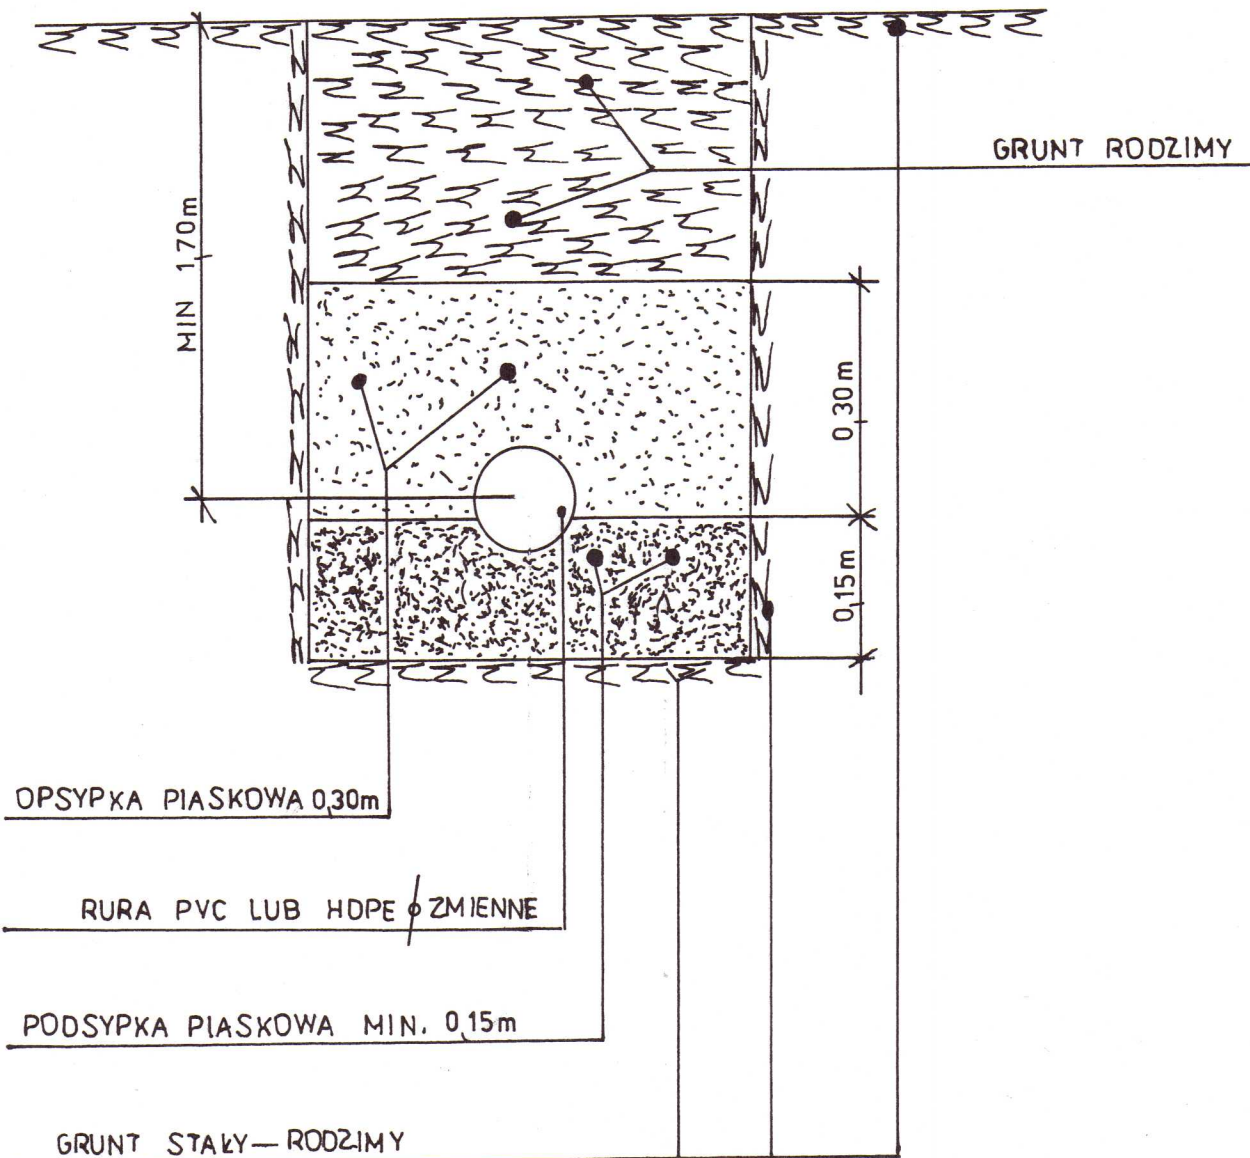 GRUNT RODZIMY
MIN 1,70m
0,30m
0,15m
OPSYPKA PIASKOWA 0,30m
RURA PVC LUB HDPE ϕ ZMIENNE
PODSYPKA PIASKOWA MIN. 0,15m
GRUNT STAŁY — RODZIMY